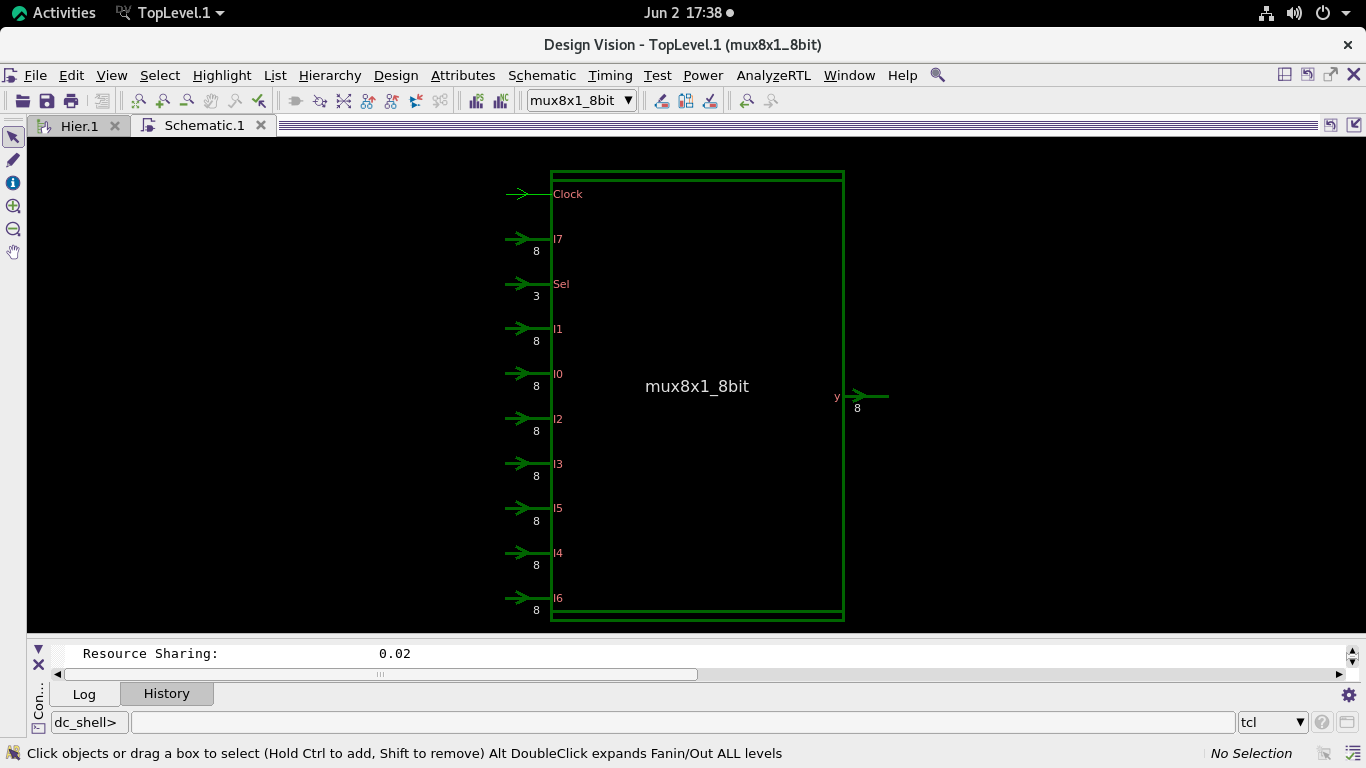 Activities TopLevel.1 Jun 2 17:38
Design Vision - TopLevel.1 (mux8x1_8bit)
File Edit View Select Highlight List Hierarchy Design Attributes Schematic Timing Test Power AnalyzeRTL Window Help
mux8x1_8bit
Hier.1 Schematic.1
Clock
I7
8
Sel
3
I1
8
I0
8
I2
8
I3
8
I5
8
I4
8
I6
8
mux8x1_8bit
y
8
Resource Sharing: 0.02
Con...
Log History
dc_shell> tcl
Click objects or drag a box to select (Hold Ctrl to add, Shift to remove) Alt DoubleClick expands Fanin/Out ALL levels No Selection